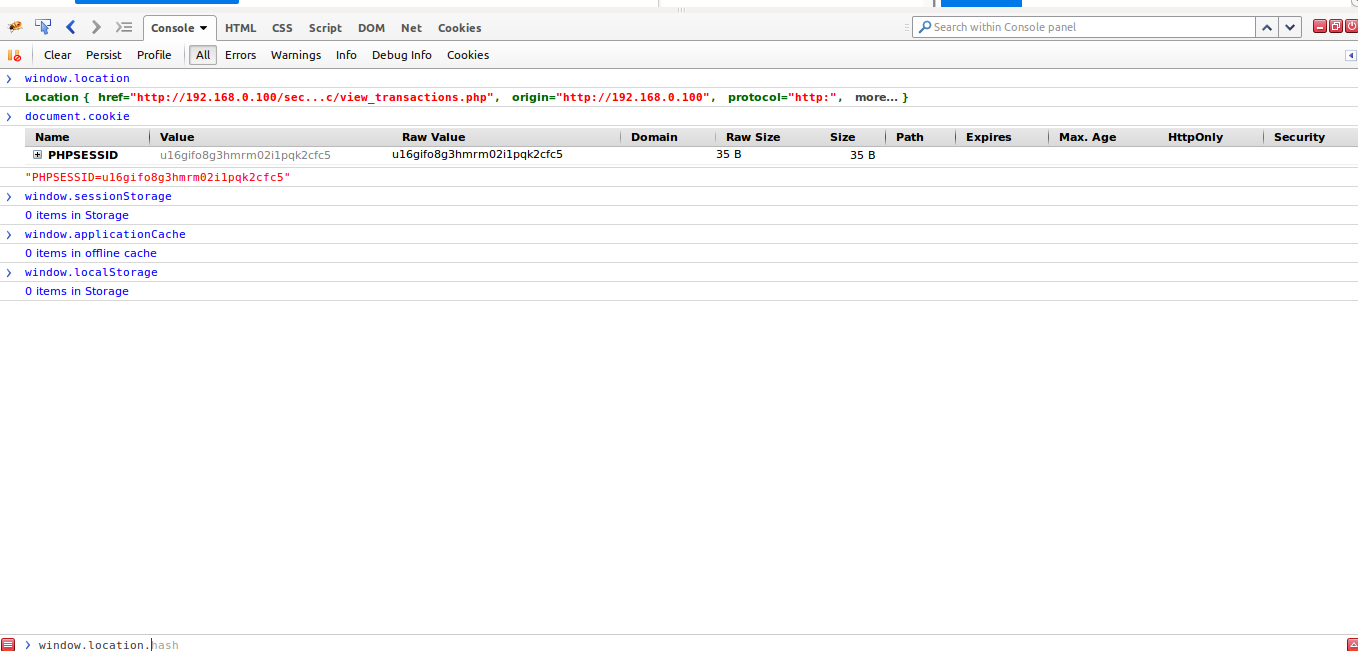 Console HTML CSS Script DOM Net Cookies Search within Console panel
Clear Persist Profile All Errors Warnings Info Debug Info Cookies
window.location
Location { href="http://192.168.0.100/sec...c/view_transactions.php", origin="http://192.168.0.100", protocol="http:", more... }
document.cookie
Name Value Raw Value Domain Raw Size Size Path Expires Max. Age HttpOnly Security
PHPSESSID u16gifo8g3hmrm02i1pqk2cfc5 u16gifo8g3hmrm02i1pqk2cfc5 35 B 35 B
"PHPSESSID=u16gifo8g3hmrm02i1pqk2cfc5"
window.sessionStorage
0 items in Storage
window.applicationCache
0 items in offline cache
window.localStorage
0 items in Storage
window.location.hash